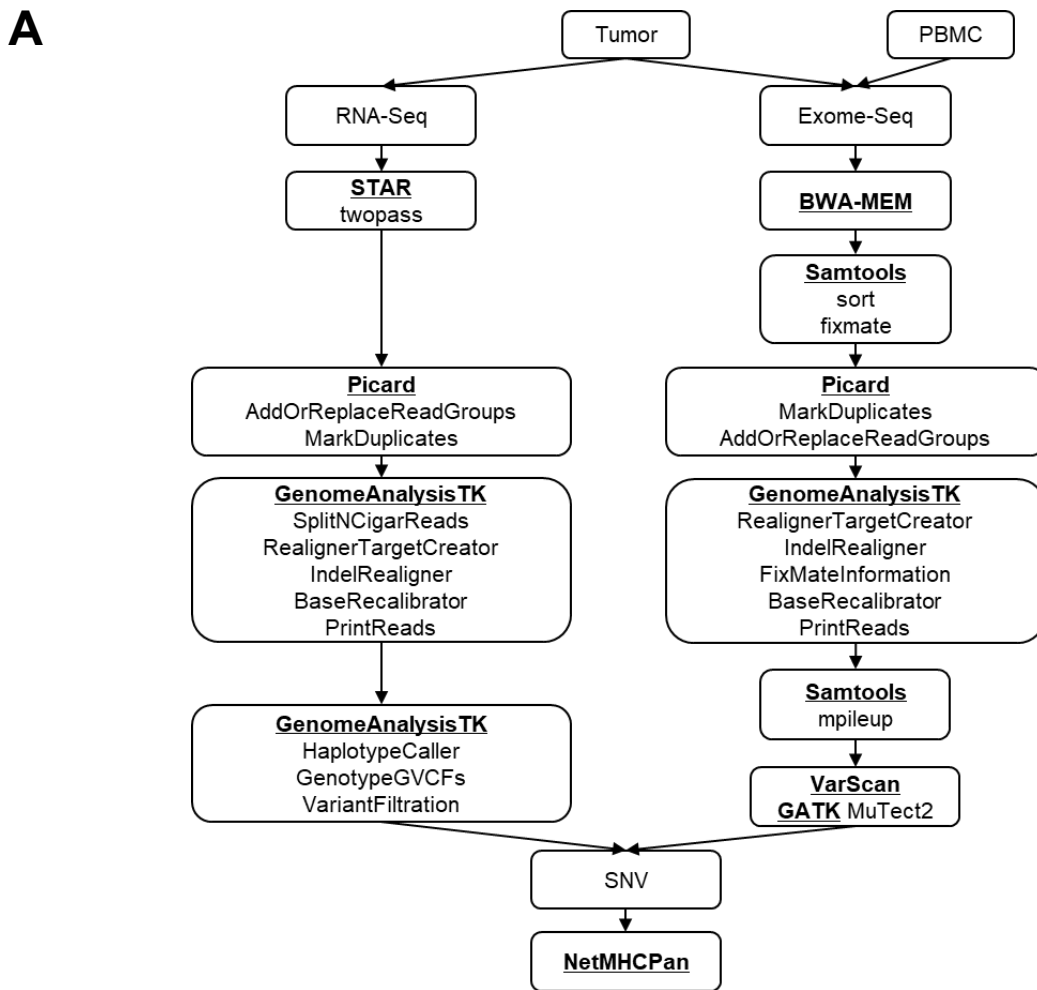 A
Tumor
PBMC
RNA-Seq
Exome-Seq
STAR
twopass
BWA-MEM
Samtools
sort
fixmate
Picard
AddOrReplaceReadGroups
MarkDuplicates
Picard
MarkDuplicates
AddOrReplaceReadGroups
GenomeAnalysisTK
SplitNCigarReads
RealignerTargetCreator
IndelRealigner
BaseRecalibrator
PrintReads
GenomeAnalysisTK
RealignerTargetCreator
IndelRealigner
FixMateInformation
BaseRecalibrator
PrintReads
Samtools
mpileup
GenomeAnalysisTK
HaplotypeCaller
GenotypeGVCFs
VariantFiltration
VarScan
GATK MuTect2
SNV
NetMHCPan